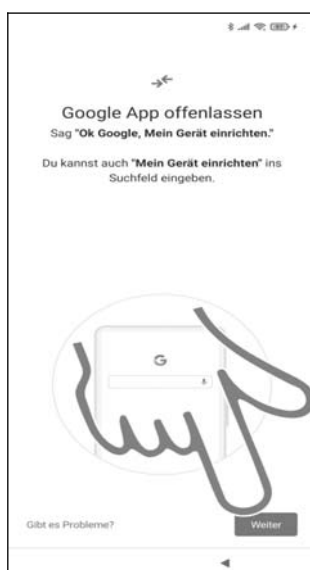 Google App offenlassen
Sag "Ok Google, Mein Gerät einrichten."
Du kannst auch "Mein Gerät einrichten" ins
Suchfeld eingeben.
G
Gibt es Probleme?
Weiter